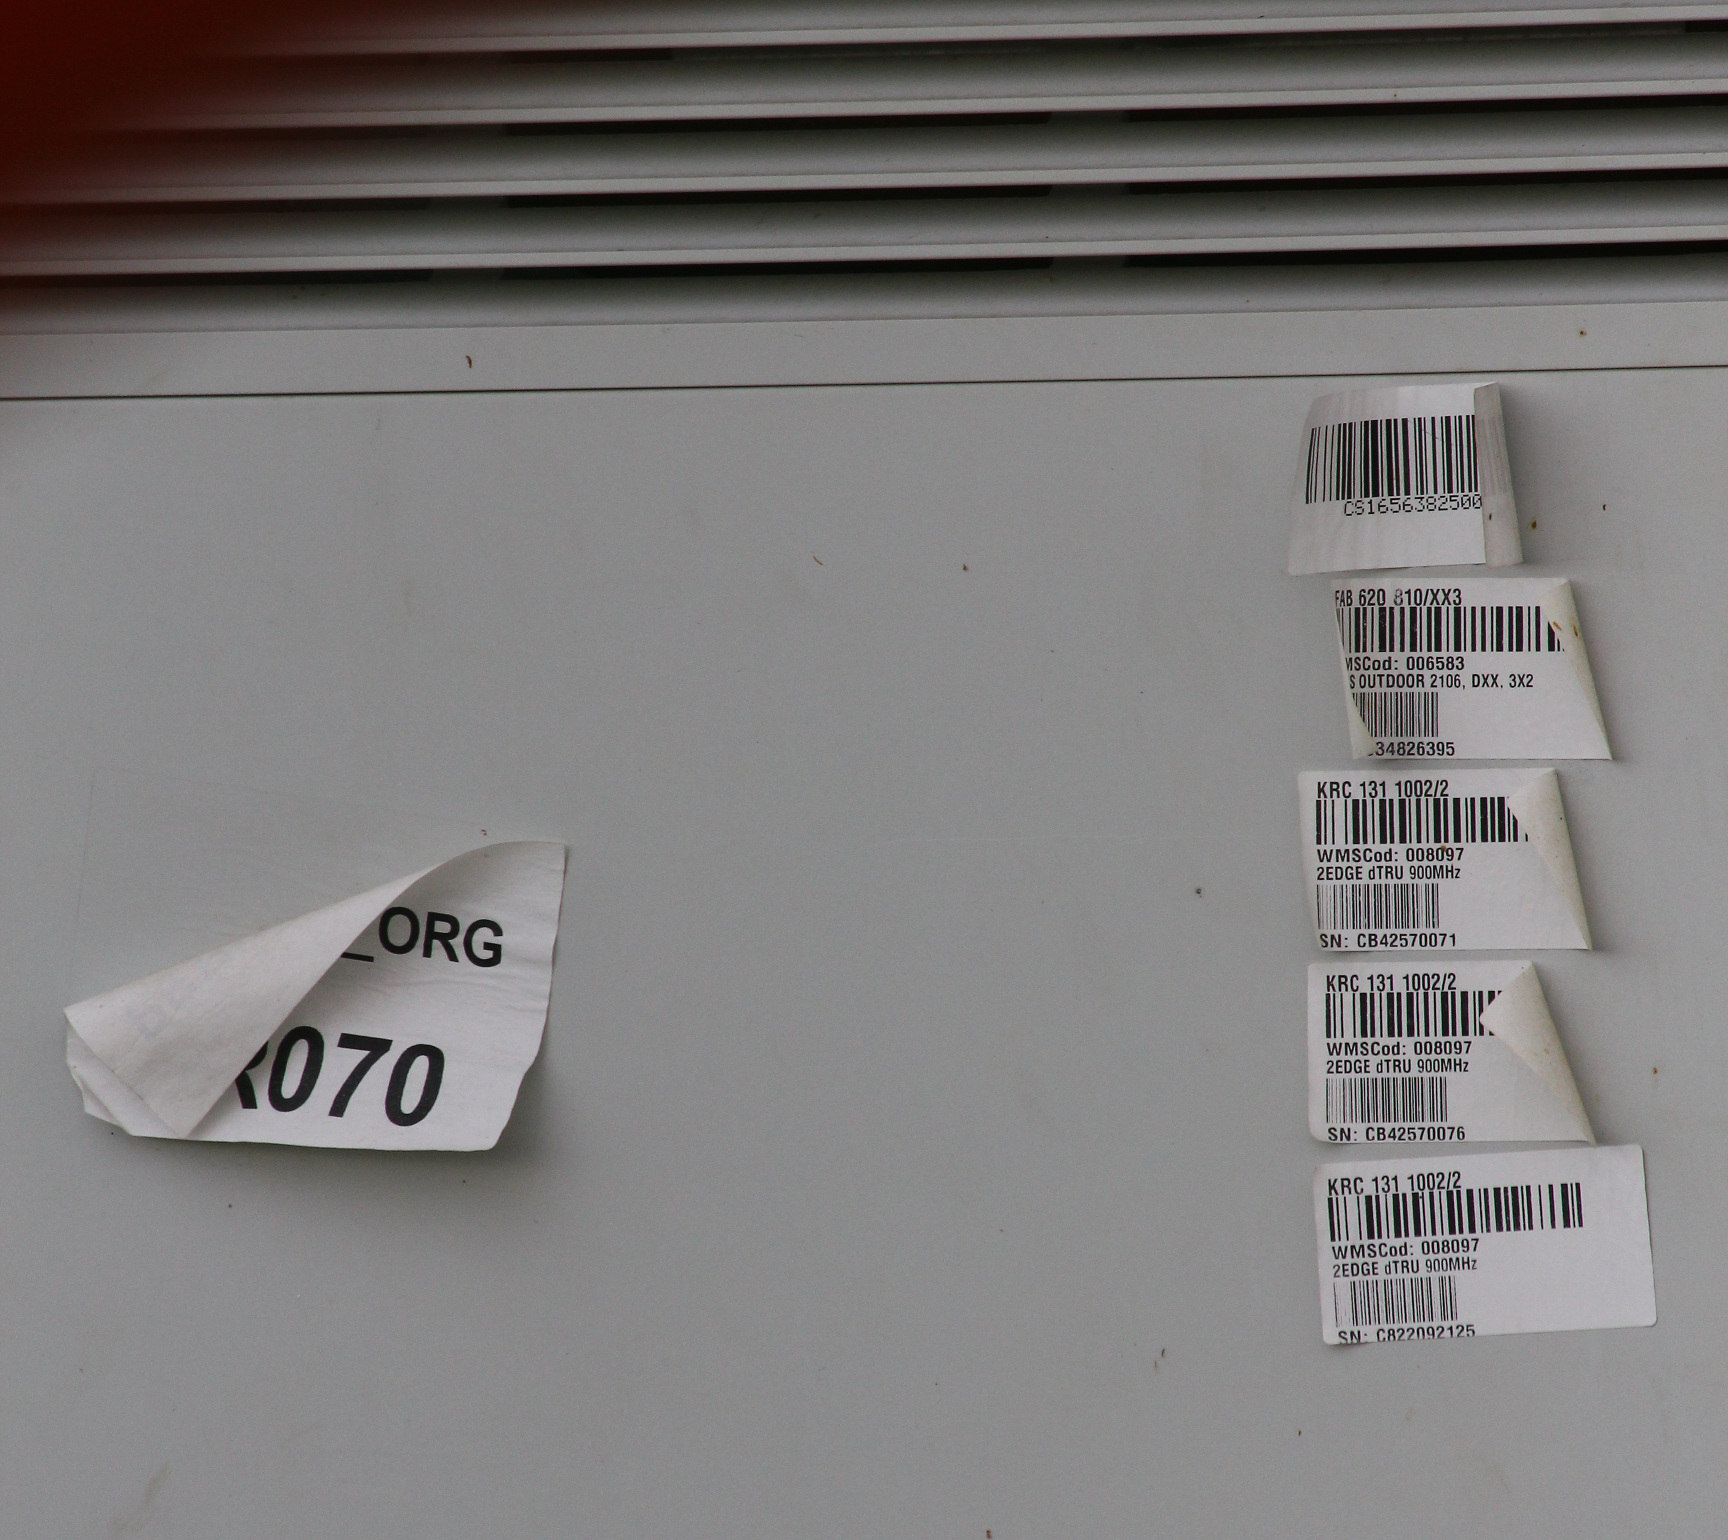 CS1656382500
FAB 620 810/XX3
MSCod: 006583
S OUTDOOR 2106, DXX, 3X2
34826395
KRC 131 1002/2
WMSCod: 008097
2EDGE dTRU 900MHz
SN: CB42570071
KRC 131 1002/2
WMSCod: 008097
2EDGE dTRU 900MHz
SN: CB42570076
KRC 131 1002/2
WMSCod: 008097
2EDGE dTRU 900MHz
SN: C822092125
_ORG
R070